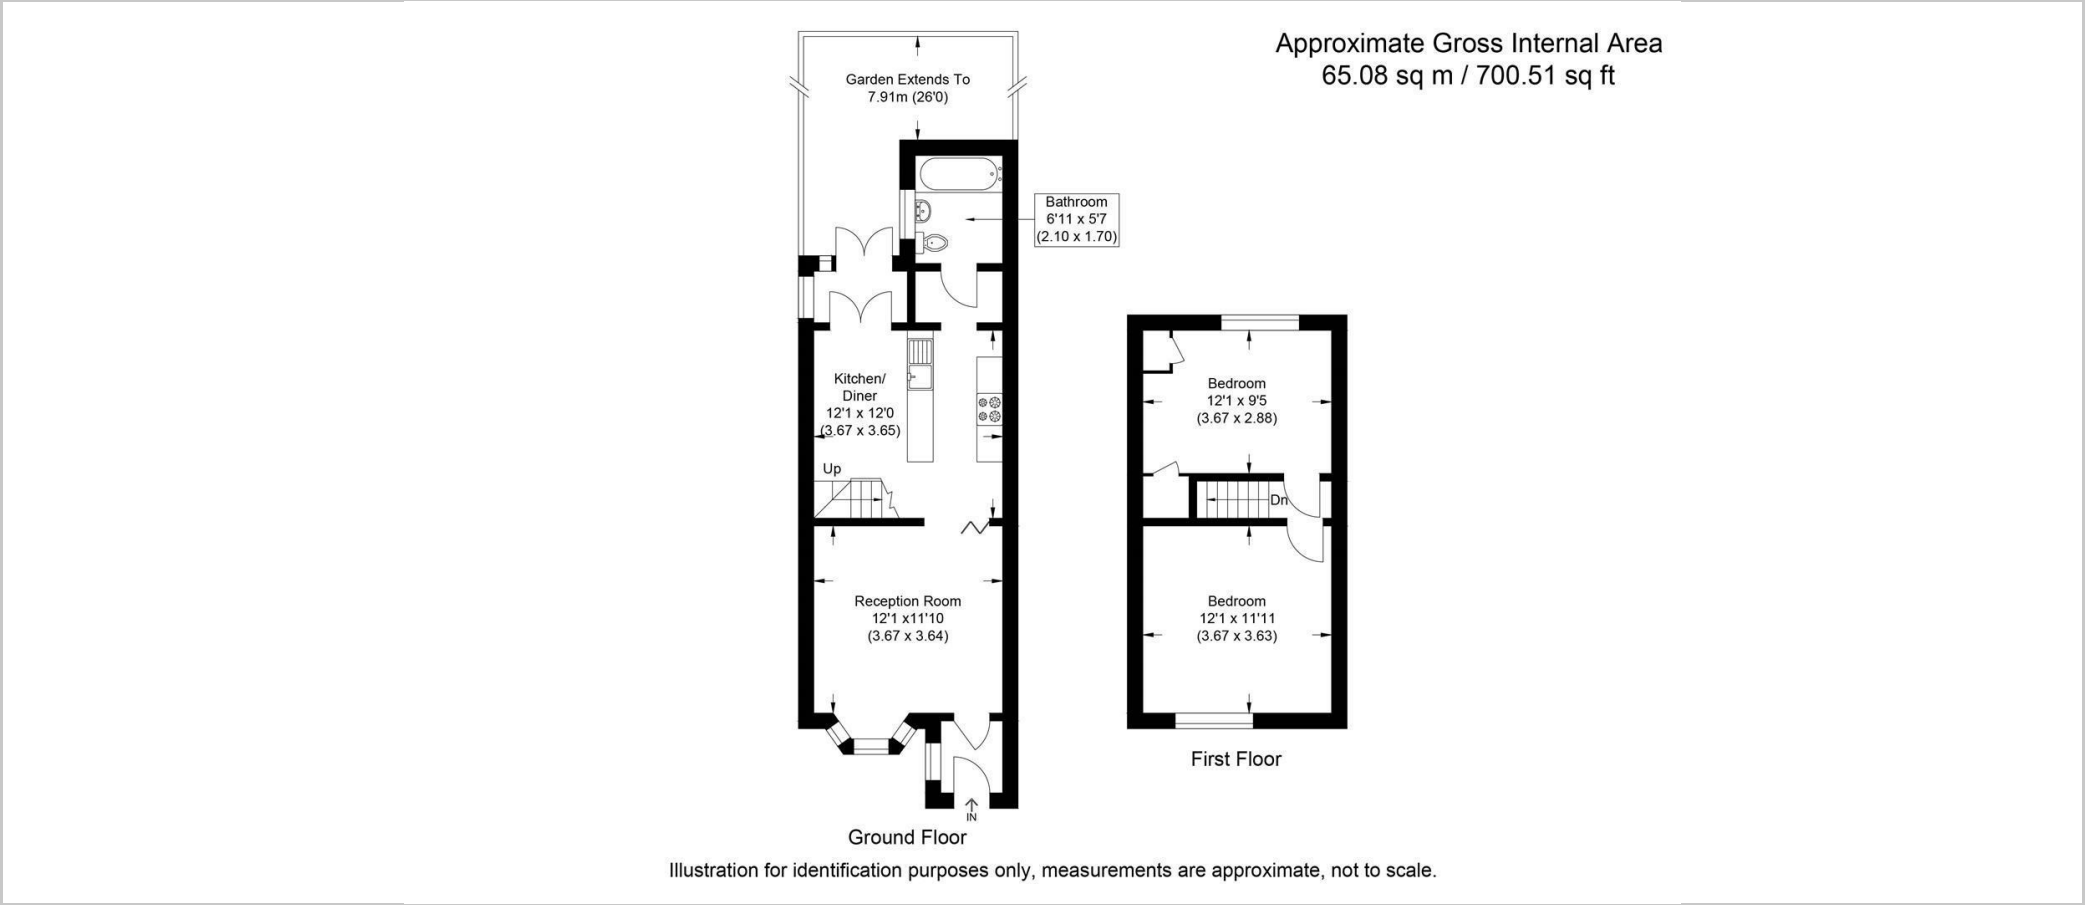 Approximate Gross Internal Area
65.08 sq m / 700.51 sq ft
Garden Extends To
7.91m (26'0)
Bathroom
6'11 x 5'7
(2.10 x 1.70)
Kitchen/
Diner
12'1 x 12'0
(3.67 x 3.65)
Up
Reception Room
12'1 x11'10
(3.67 x 3.64)
IN
Ground Floor
Bedroom
12'1 x 9'5
(3.67 x 2.88)
Dn
Bedroom
12'1 x 11'11
(3.67 x 3.63)
First Floor
Illustration for identification purposes only, measurements are approximate, not to scale.